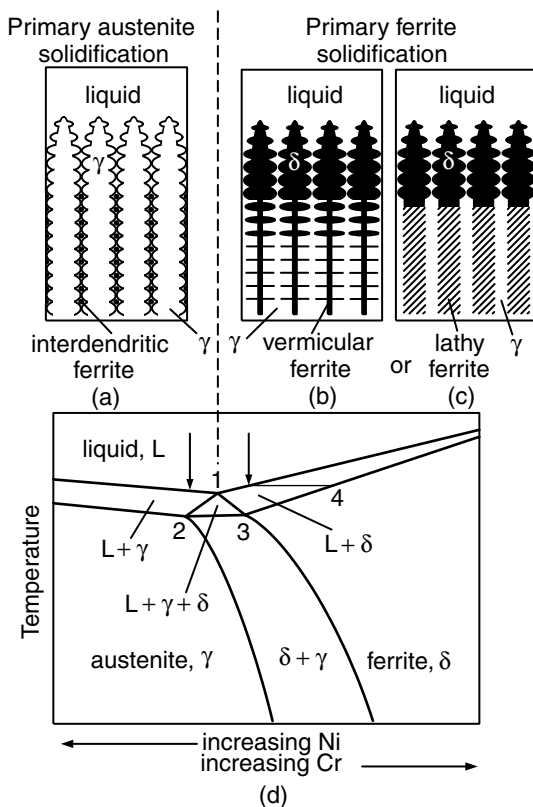 Primary austenite
solidification
Primary ferrite
solidification
liquid
γ
γ
interdendritic
ferrite
(a)
liquid
δ
γ
vermicular
ferrite
(b)
or
liquid
δ
γ
lathy
ferrite
(c)
liquid, L
1
2
3
4
L + γ
L + δ
L + γ + δ
austenite, γ
δ + γ
ferrite, δ
Temperature
increasing Ni
increasing Cr
(d)